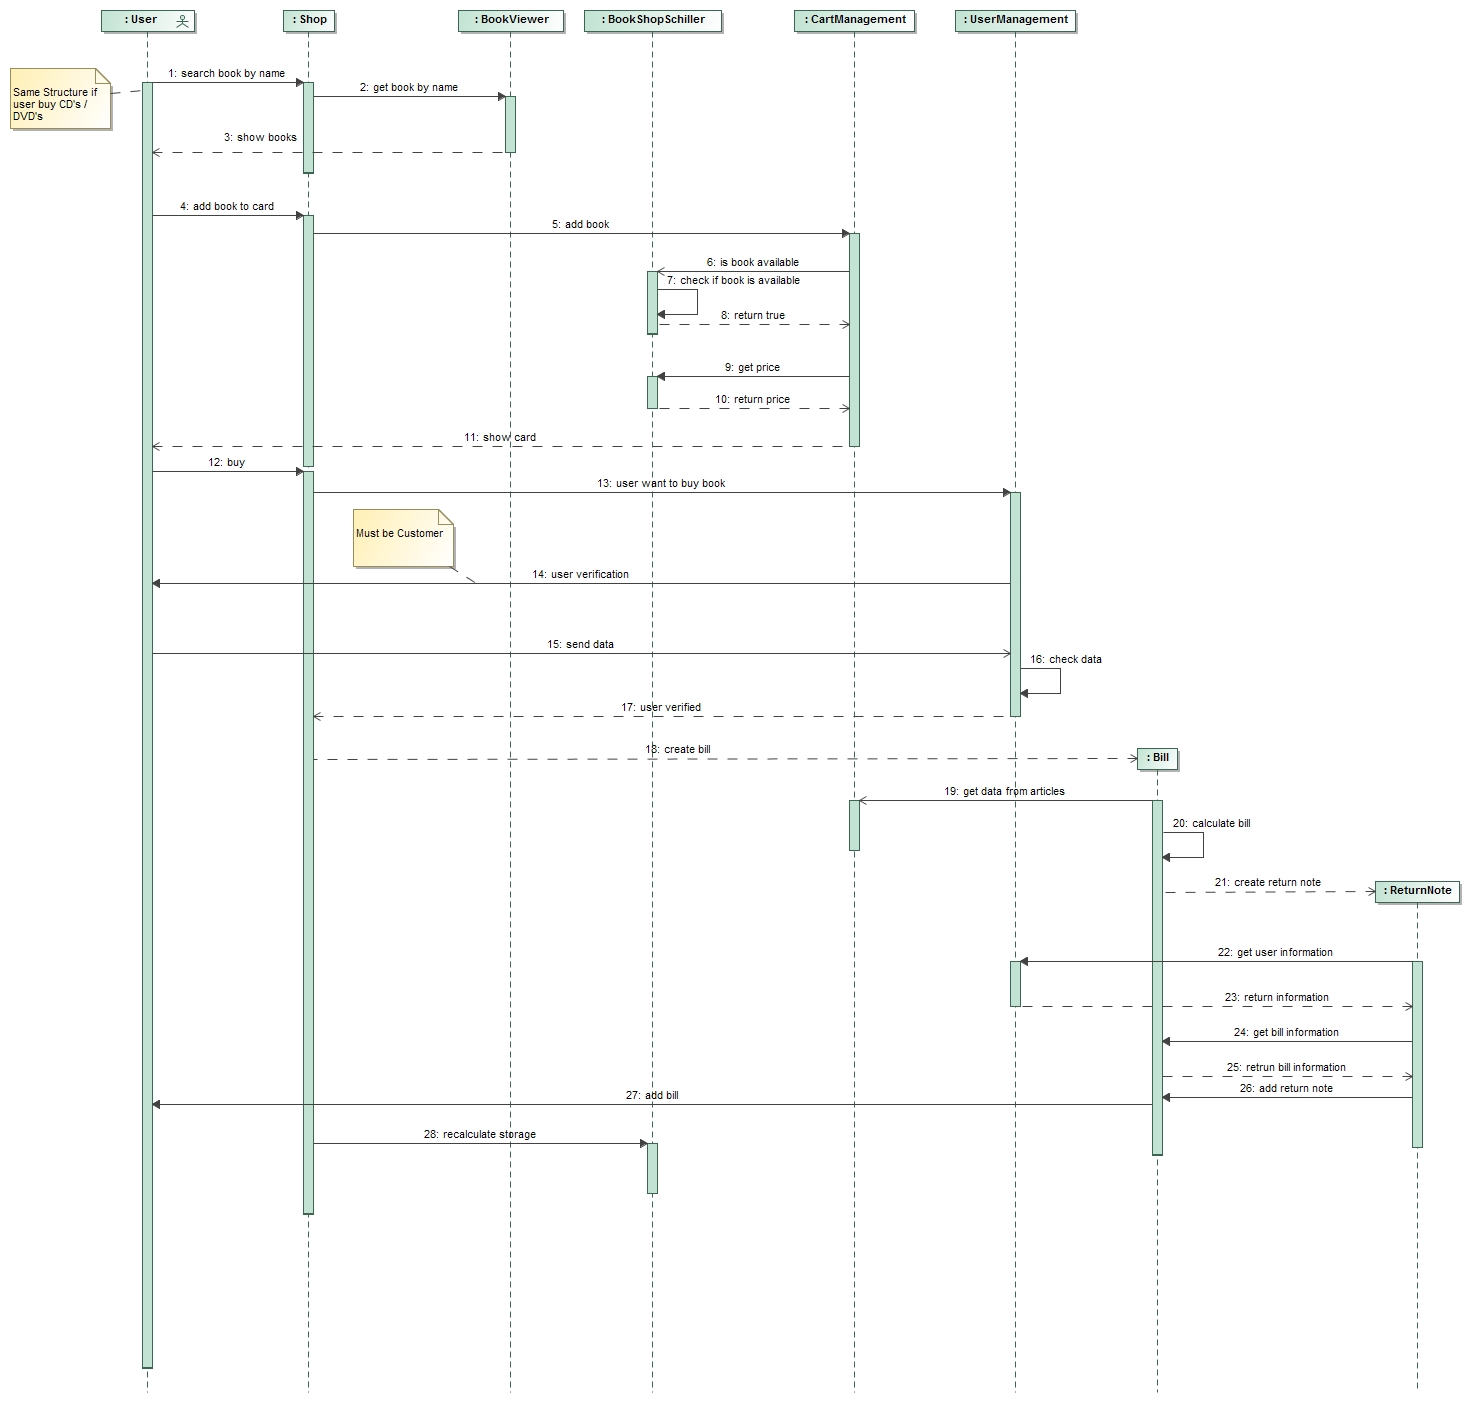 : User
: Shop
: BookViewer
: BookShopSchiller
: CartManagement
: UserManagement
Same Structure if
user buy CD's /
DVD's
1: search book by name
2: get book by name
3: show books
4: add book to card
5: add book
6: is book available
7: check if book is available
8: return true
9: get price
10: return price
11: show card
12: buy
13: user want to buy book
Must be Customer
14: user verification
15: send data
16: check data
17: user verified
18: create bill
: Bill
19: get data from articles
20: calculate bill
21: create return note
: ReturnNote
22: get user information
23: return information
24: get bill information
25: retrun bill information
26: add return note
27: add bill
28: recalculate storage